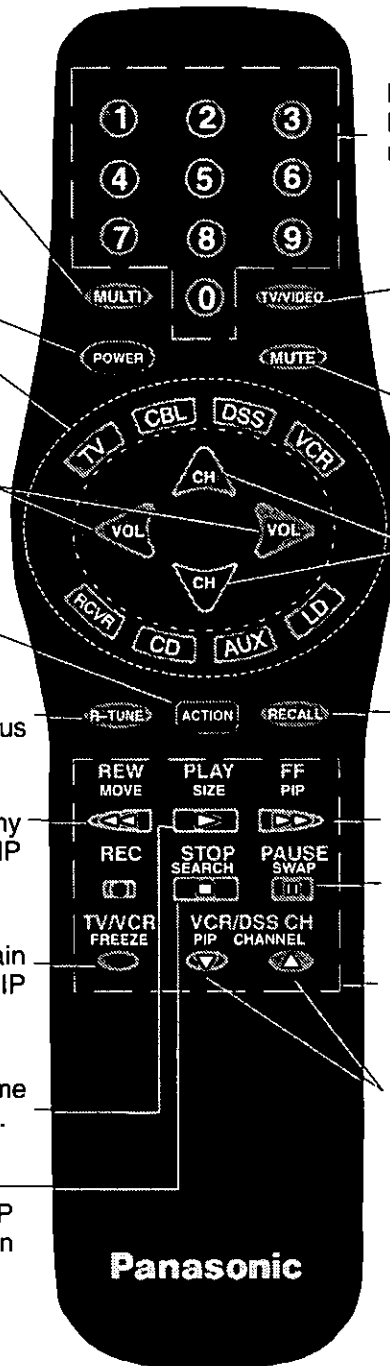 1 2 3
4 5 6
7 8 9
MULTI 0 TV/VIDEO
POWER MUTE
TV CBL DSS VCR
CH
VOL VOL
CH
RCVR CD AUX LD
R-TUNE ACTION RECALL
us
REW PLAY FF
MOVE SIZE PIP
ny
IP
REC STOP PAUSE
SEARCH SWAP
TV/VCR VCR/DSS CH
FREEZE PIP CHANNEL
ain
PIP
me
.
P
n
Panasonic